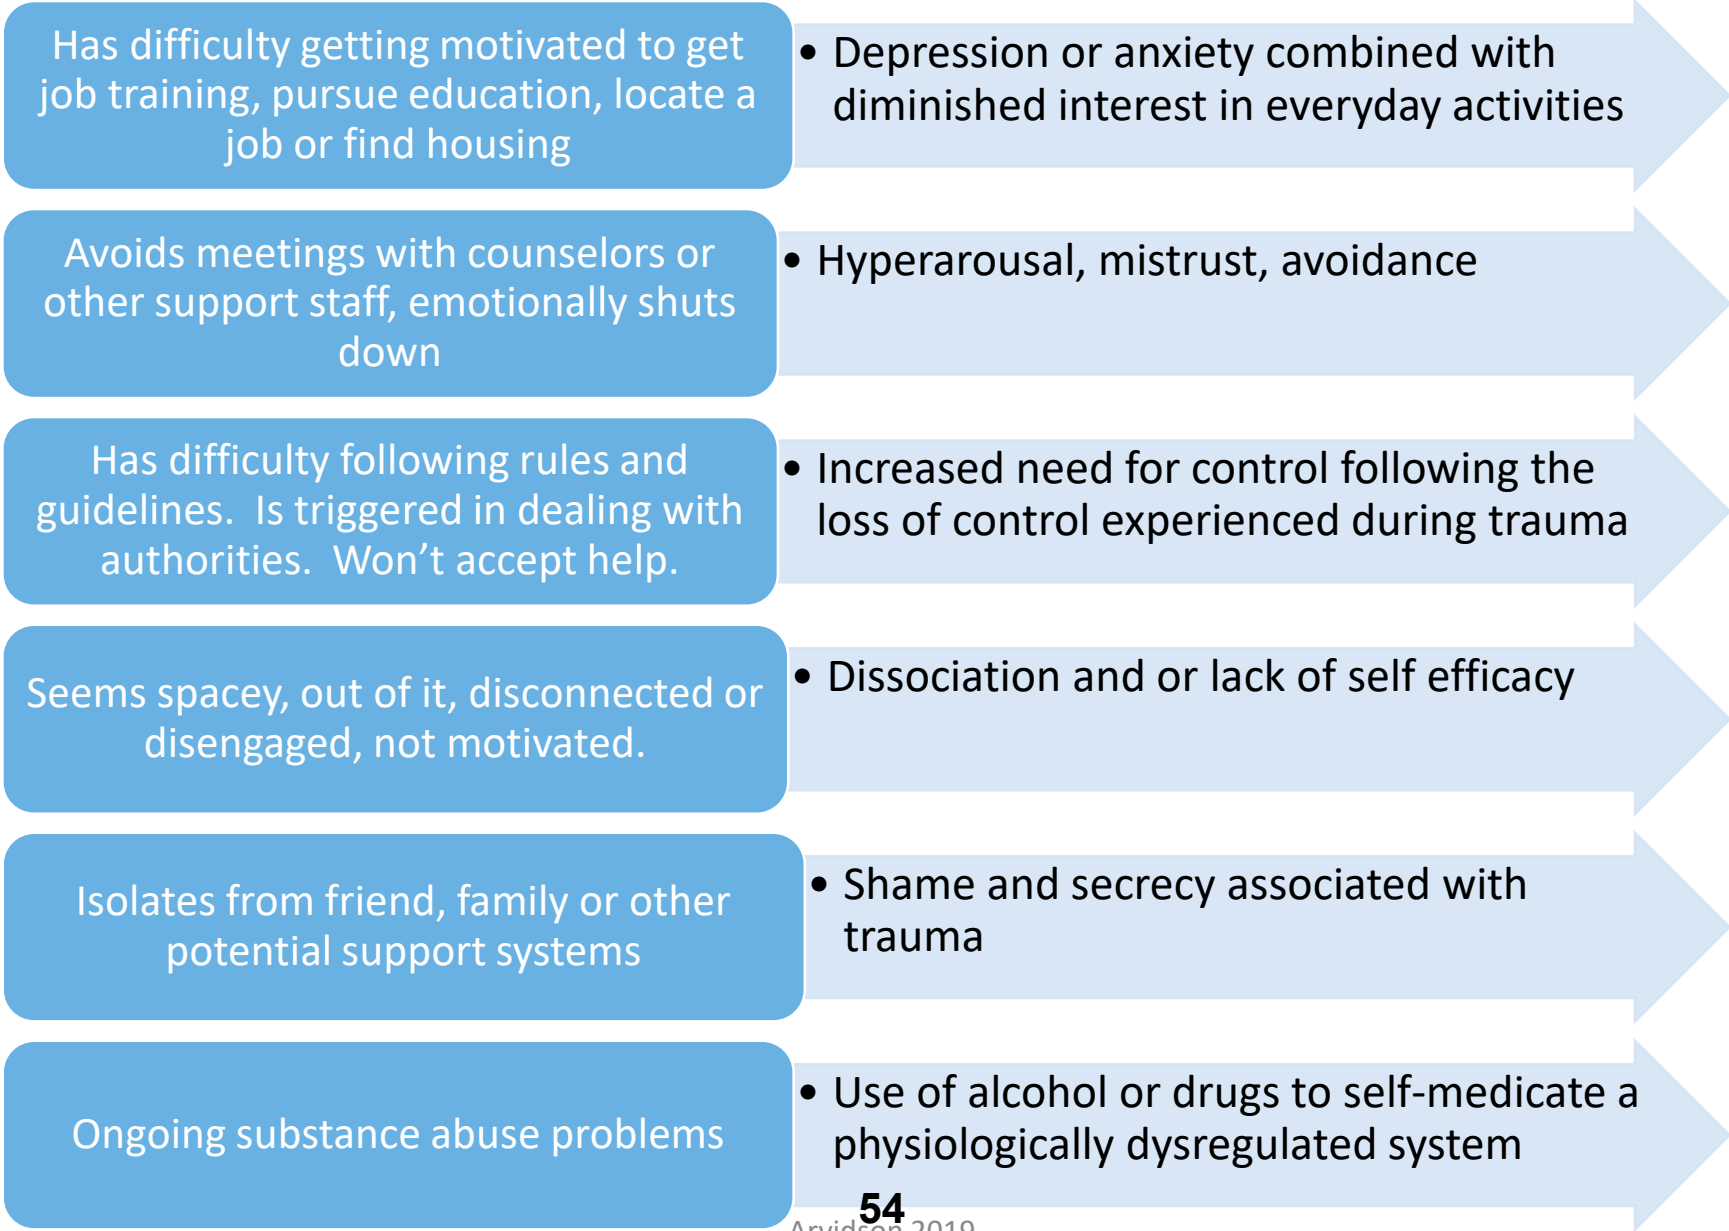 Has difficulty getting motivated to get
job training, pursue education, locate a
job or find housing
• Depression or anxiety combined with
diminished interest in everyday activities
Avoids meetings with counselors or
other support staff, emotionally shuts
down
• Hyperarousal, mistrust, avoidance
Has difficulty following rules and
guidelines.  Is triggered in dealing with
authorities.  Won’t accept help.
• Increased need for control following the
loss of control experienced during trauma
Seems spacey, out of it, disconnected or
disengaged, not motivated.
• Dissociation and or lack of self efficacy
Isolates from friend, family or other
potential support systems
• Shame and secrecy associated with
trauma
Ongoing substance abuse problems
• Use of alcohol or drugs to self-medicate a
physiologically dysregulated system
54
Arvidson 2019